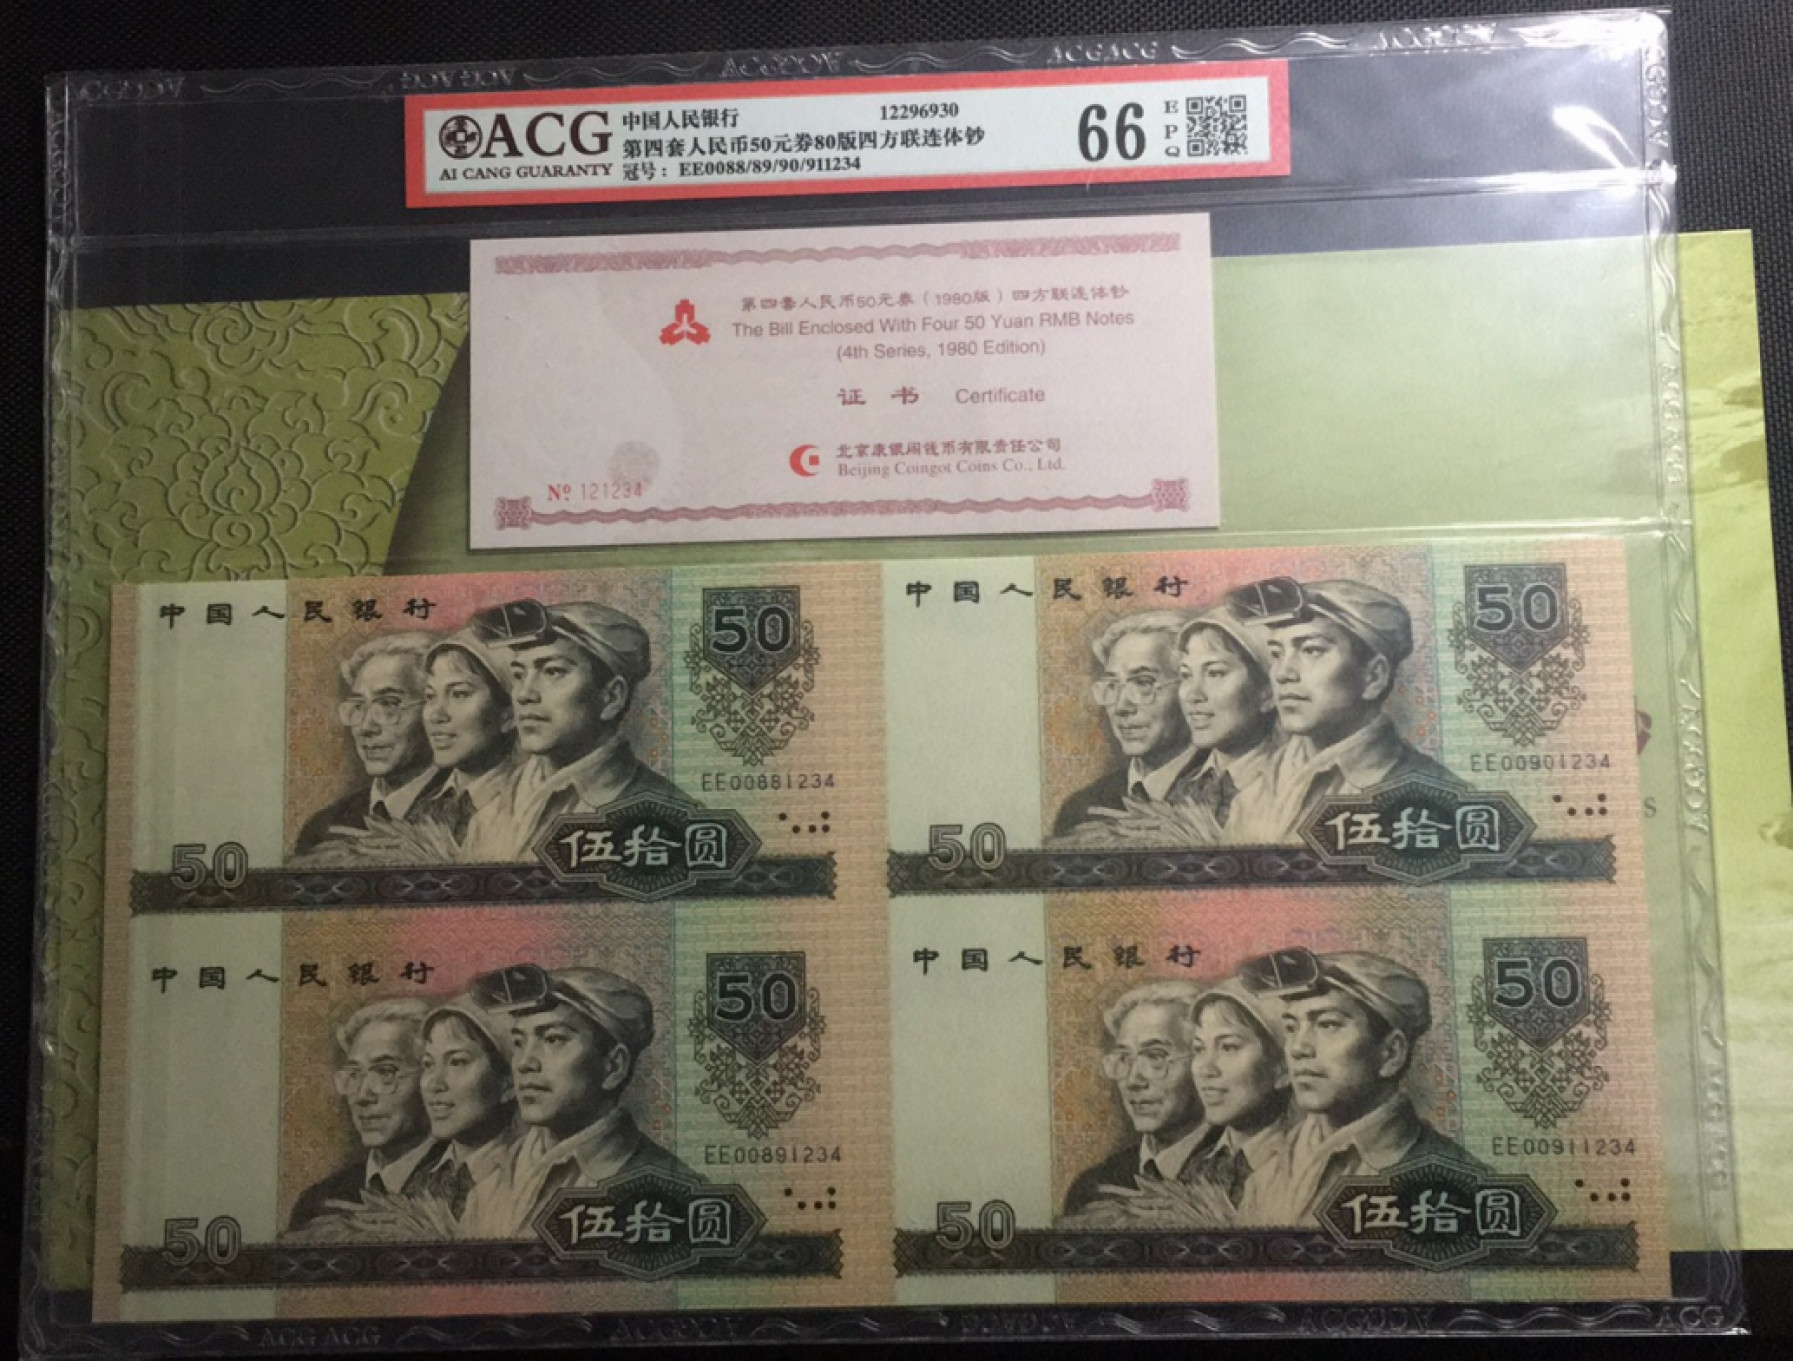 ACG
AI CANG GUARANTY
中国人民银行 12296930
第四套人民币50元券80版四方联连体钞
冠号：EE0088/89/90/911234
66
EPQ
第四套人民币50元券（1980版）四方联连体钞
The Bill Enclosed With Four 50 Yuan RMB Notes
(4th Series, 1980 Edition)
证书 Certificate
北京康银阁钱币有限责任公司
Beijing Coingot Coins Co., Ltd.
Nº 121234
中国人民银行
50
EE00881234
50
伍拾圆
中国人民银行
50
EE00901234
50
伍拾圆
中国人民银行
50
EE00891234
50
伍拾圆
中国人民银行
50
EE00911234
50
伍拾圆
S
ACG ACG
ACG